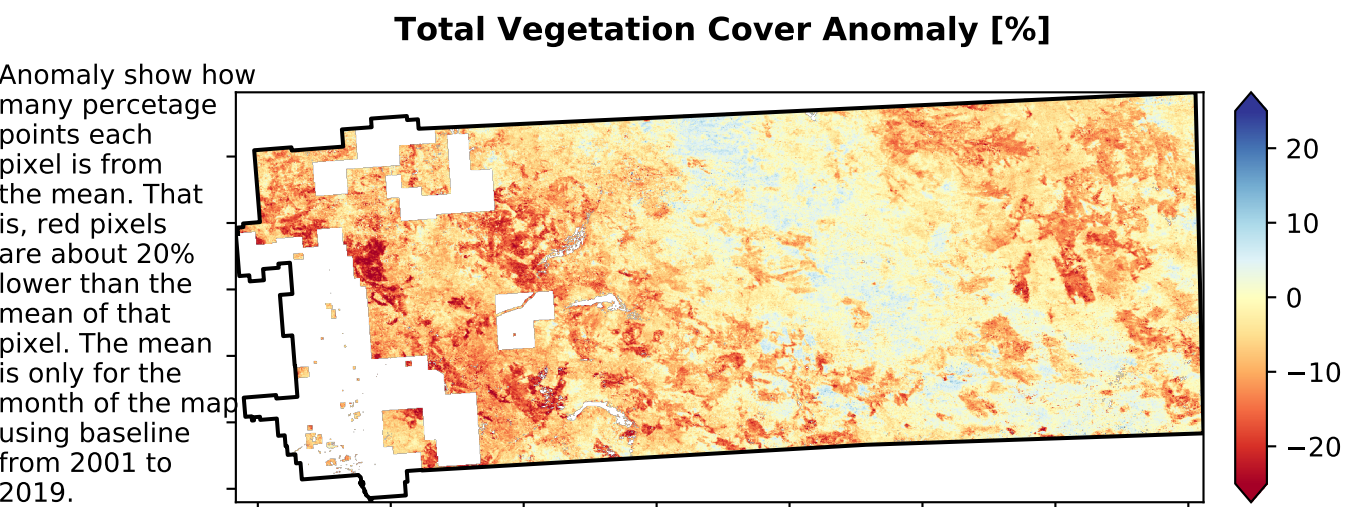 Total Vegetation Cover Anomaly [%]
Anomaly show how
many percetage
points each
pixel is from
the mean. That
is, red pixels
are about 20%
lower than the
mean of that
pixel. The mean
is only for the
month of the map
using baseline
from 2001 to
2019.
20
10
0
−10
−20